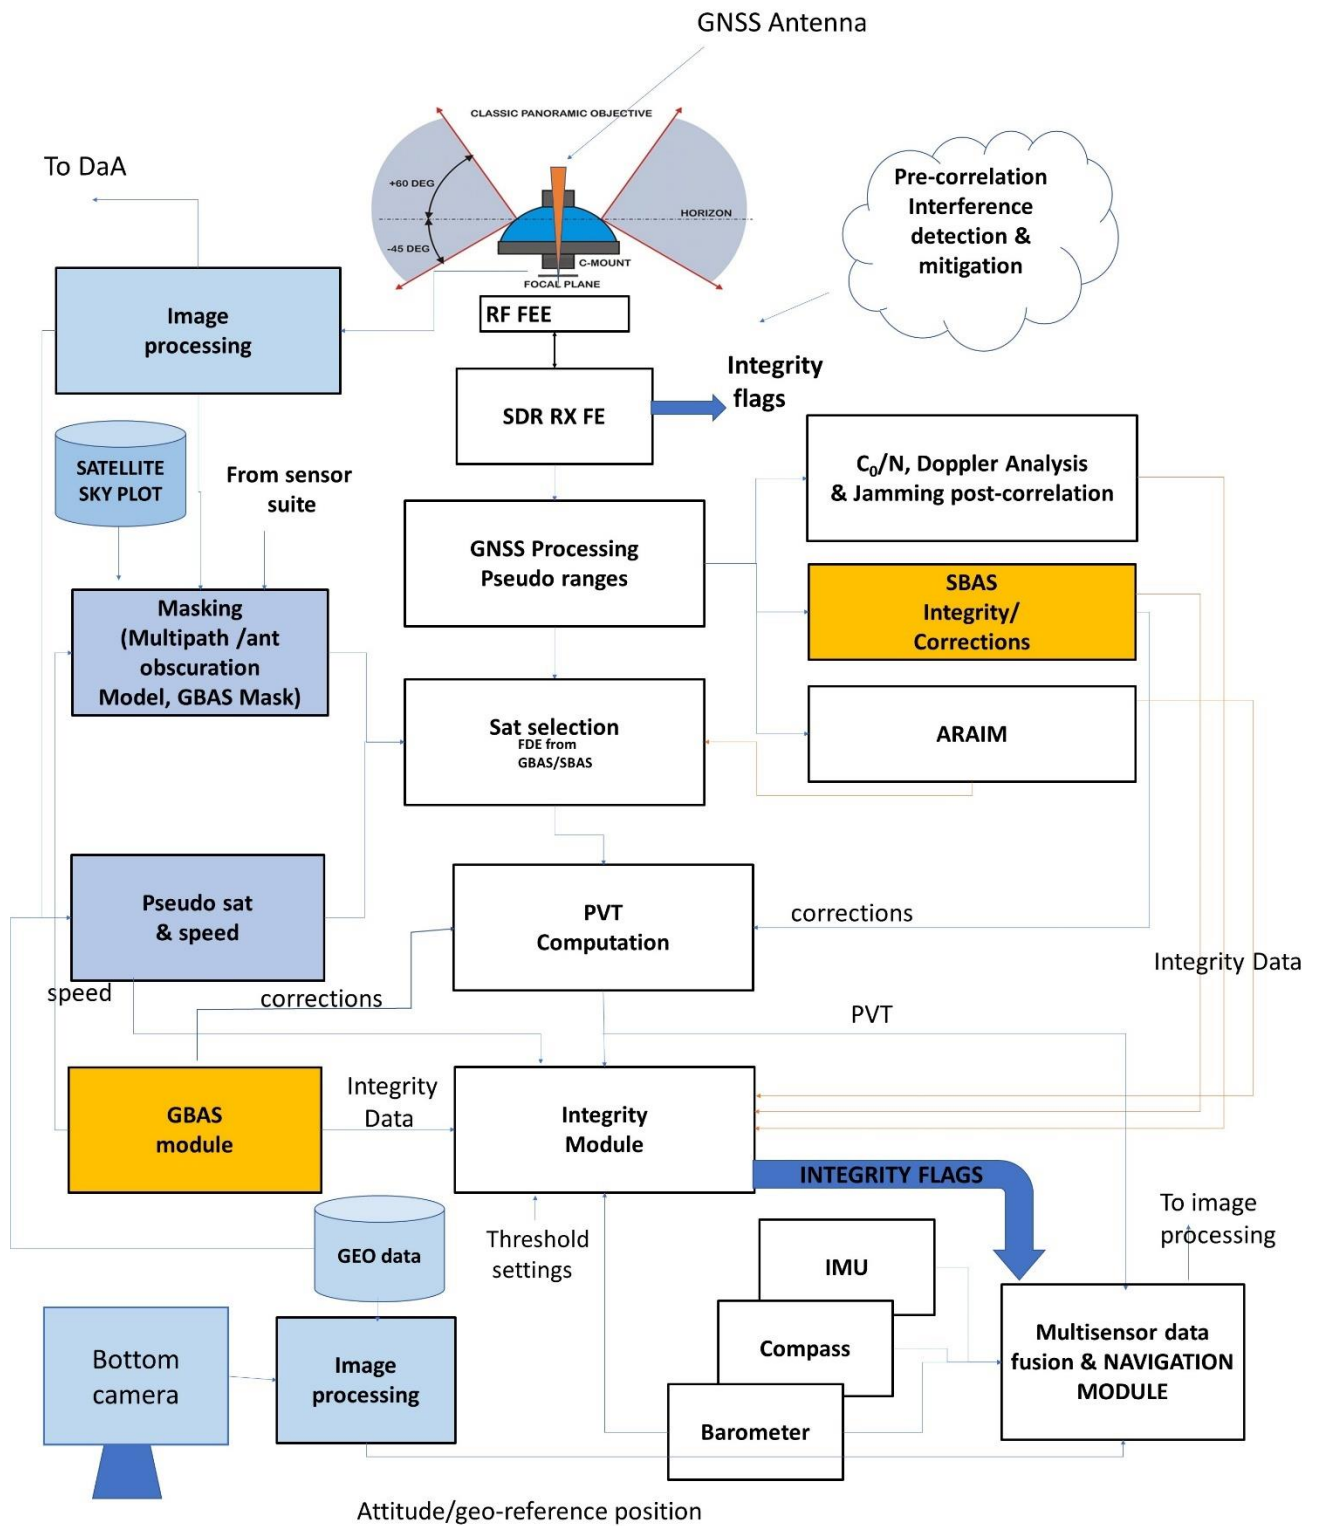 GNSS Antenna
CLASSIC PANORAMIC OBJECTIVE
To DaA
+60 DEG
HORIZON
-45 DEG
C-MOUNT
FOCAL PLANE
Pre-correlation
Interference
detection &
mitigation
Image
processing
RF FEE
Integrity
flags
SDR RX FE
SATELLITE
SKY PLOT
From sensor
suite
C0/N, Doppler Analysis
& Jamming post-correlation
GNSS Processing
Pseudo ranges
SBAS
Integrity/
Corrections
Masking
(Multipath /ant
obscuration
Model, GBAS Mask)
Sat selection
FDE from
GBAS/SBAS
ARAIM
Pseudo sat
& speed
PVT
Computation
corrections
Integrity Data
speed
corrections
PVT
GBAS
module
Integrity
Data
Integrity
Module
INTEGRITY FLAGS
To image
processing
GEO data
Threshold
settings
IMU
Compass
Barometer
Multisensor data
fusion & NAVIGATION
MODULE
Bottom
camera
Image
processing
Attitude/geo-reference position